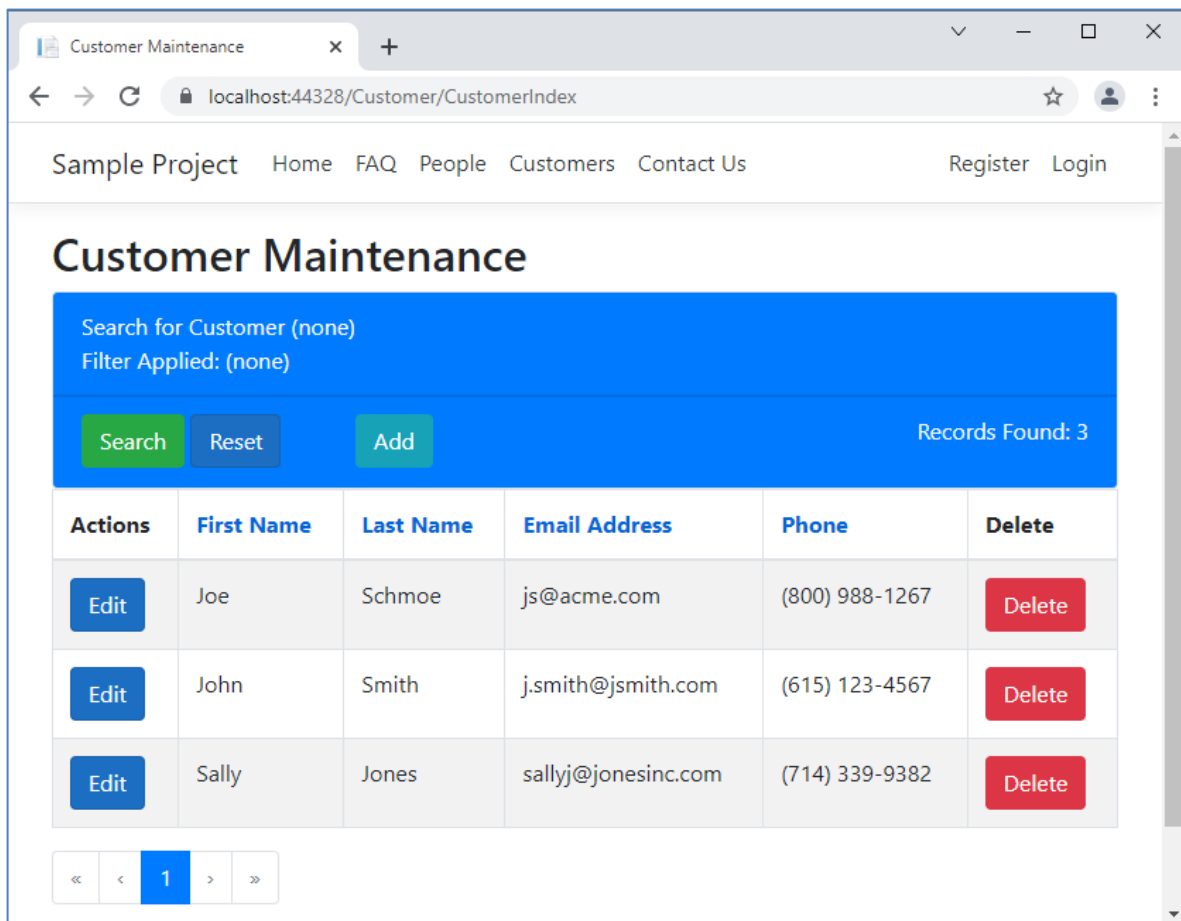 Customer Maintenance
localhost:44328/Customer/CustomerIndex
Sample Project Home FAQ People Customers Contact Us Register Login
Customer Maintenance
Search for Customer (none)
Filter Applied: (none)
Search Reset Add Records Found: 3
Actions First Name Last Name Email Address Phone Delete
Edit Joe Schmoe js@acme.com (800) 988-1267 Delete
Edit John Smith j.smith@jsmith.com (615) 123-4567 Delete
Edit Sally Jones sallyj@jonesinc.com (714) 339-9382 Delete
« ‹ 1 › »